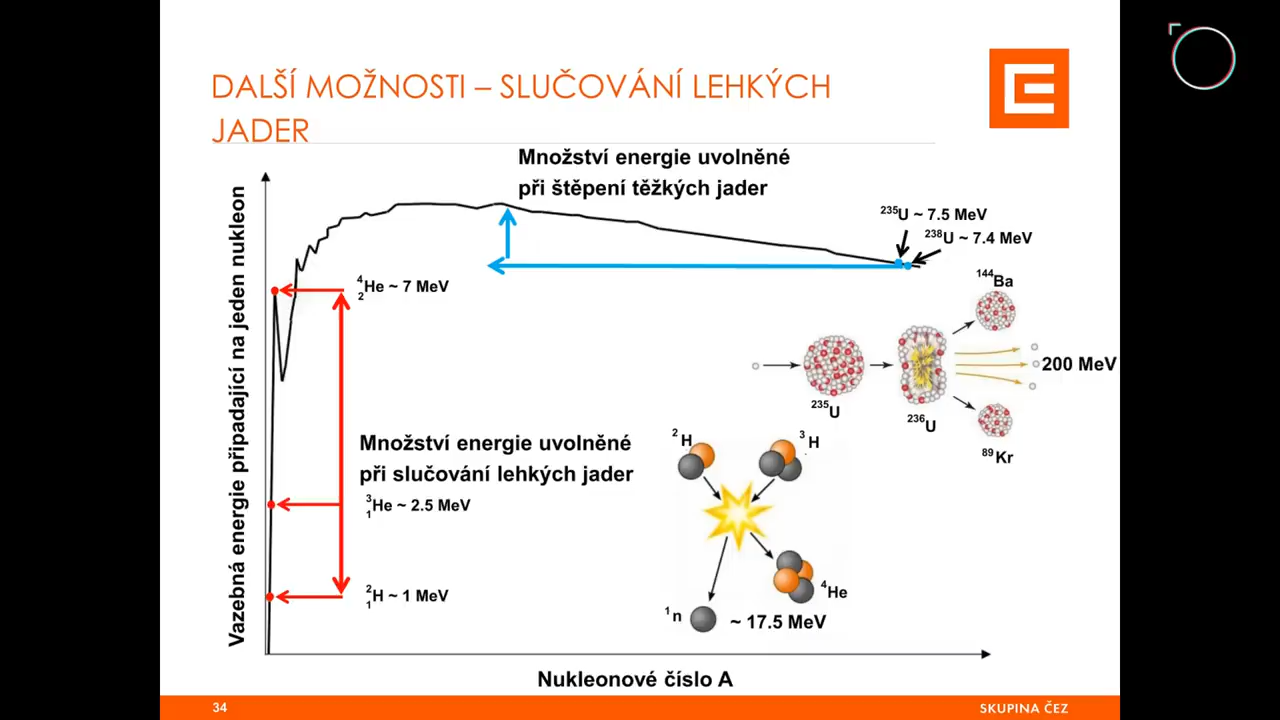 DALŠÍ MOŽNOSTI – SLUČOVÁNÍ LEHKÝCH
JADER
Množství energie uvolněné
při štěpení těžkých jader
Vazebná energie připadající na jeden nukleon
235U ~ 7.5 MeV
238U ~ 7.4 MeV
4 2He ~ 7 MeV
144Ba
200 MeV
235U
236U
89Kr
Množství energie uvolněné
při slučování lehkých jader
2H
3H
3 1He ~ 2.5 MeV
2 1H ~ 1 MeV
4He
1n
~ 17.5 MeV
Nukleonové číslo A
34
SKUPINA ČEZ